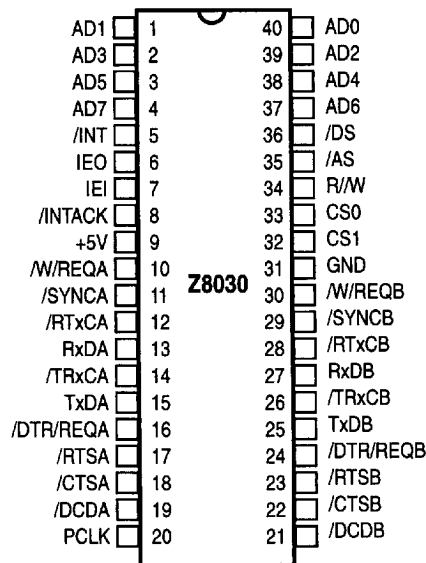 AD1 1 40 AD0
AD3 2 39 AD2
AD5 3 38 AD4
AD7 4 37 AD6
/INT 5 36 /DS
IEO 6 35 /AS
IEI 7 34 R//W
/INTACK 8 33 CS0
+5V 9 32 CS1
/W/REQA 10 31 GND
Z8030
/SYNCA 11 30 /W/REQB
/RTxCA 12 29 /SYNCB
RxDA 13 28 /RTxCB
/TRxCA 14 27 RxDB
TxDA 15 26 /TRxCB
/DTR/REQA 16 25 TxDB
/RTSA 17 24 /DTR/REQB
/CTSA 18 23 /RTSB
/DCDA 19 22 /CTSB
PCLK 20 21 /DCDB